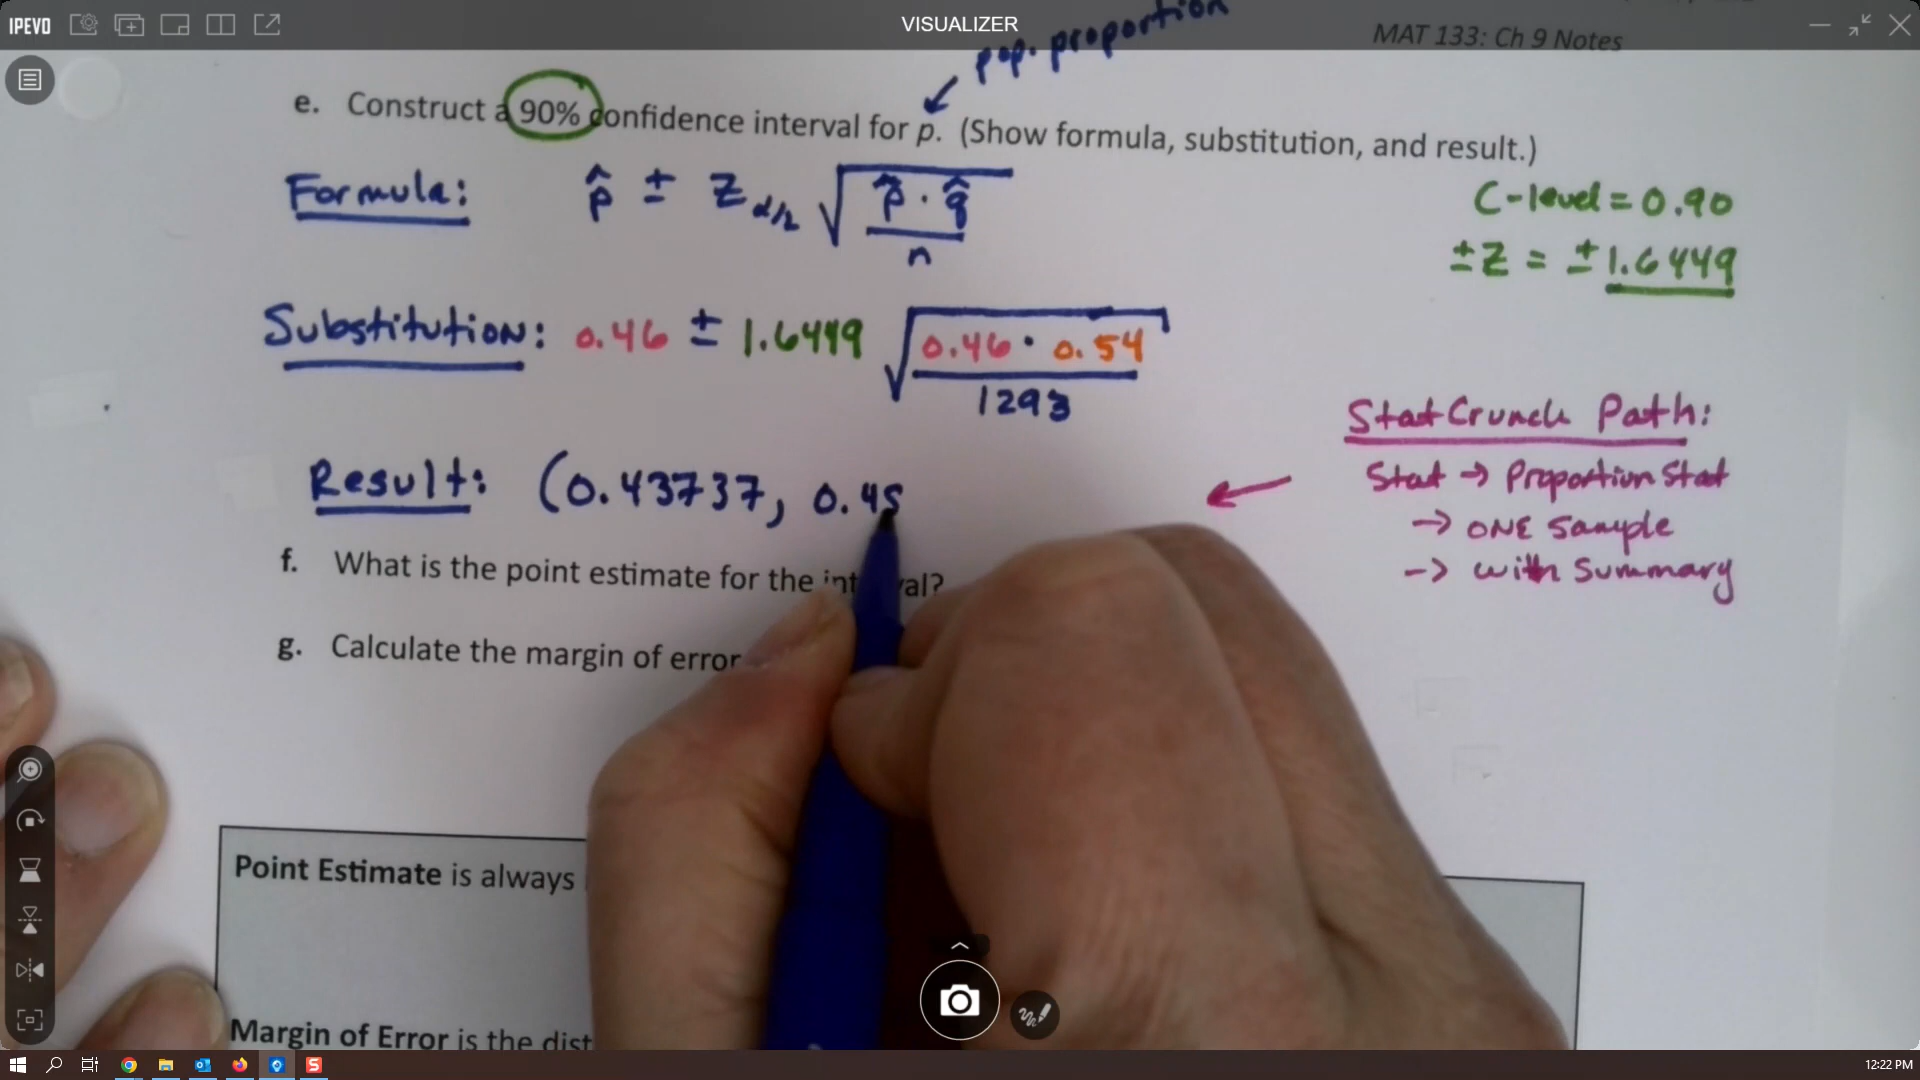 IPEVO
VISUALIZER
pop. proportion
MAT 133: Ch 9 Notes
e. Construct a 90% confidence interval for p. (Show formula, substitution, and result.)
Formula: p̂ ± Z α/2 √ p̂ · q̂ / n
C-level = 0.90
±Z = ±1.6449
Substitution: 0.46 ± 1.6449 √ 0.46 · 0.54 / 1293
StatCrunch Path:
Stat → Proportion Stat
→ ONE Sample
→ with Summary
Result: (0.43737, 0.45
f. What is the point estimate for the int val?
g. Calculate the margin of error
Point Estimate is always
Margin of Error is the dist
12:22 PM